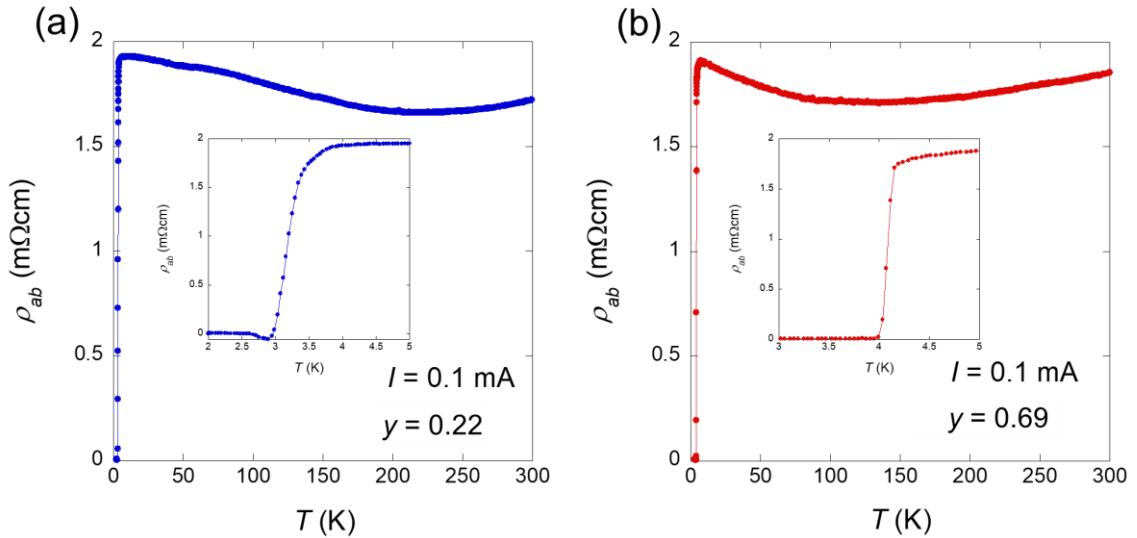 (a)
2
1.5
1
0.5
0
0 50 100 150 200 250 300
ρab (mΩcm)
T (K)
2
1.5
1
0.5
0
2 2.5 3 3.5 4 4.5 5
ρab (mΩcm)
T (K)
I = 0.1 mA
y = 0.22
(b)
2
1.5
1
0.5
0
0 50 100 150 200 250 300
ρab (mΩcm)
T (K)
2
1.5
1
0.5
0
3 3.5 4 4.5 5
ρab (mΩcm)
T (K)
I = 0.1 mA
y = 0.69